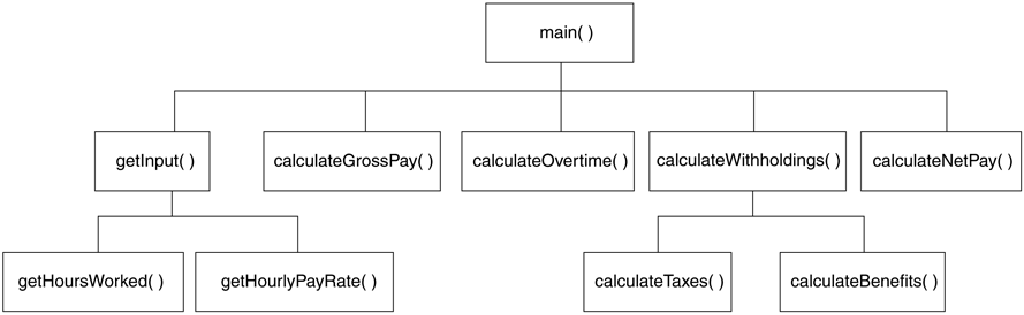 main( )
getInput( )
calculateGrossPay( )
calculateOvertime( )
calculateWithholdings( )
calculateNetPay( )
getHoursWorked( )
getHourlyPayRate( )
calculateTaxes( )
calculateBenefits( )